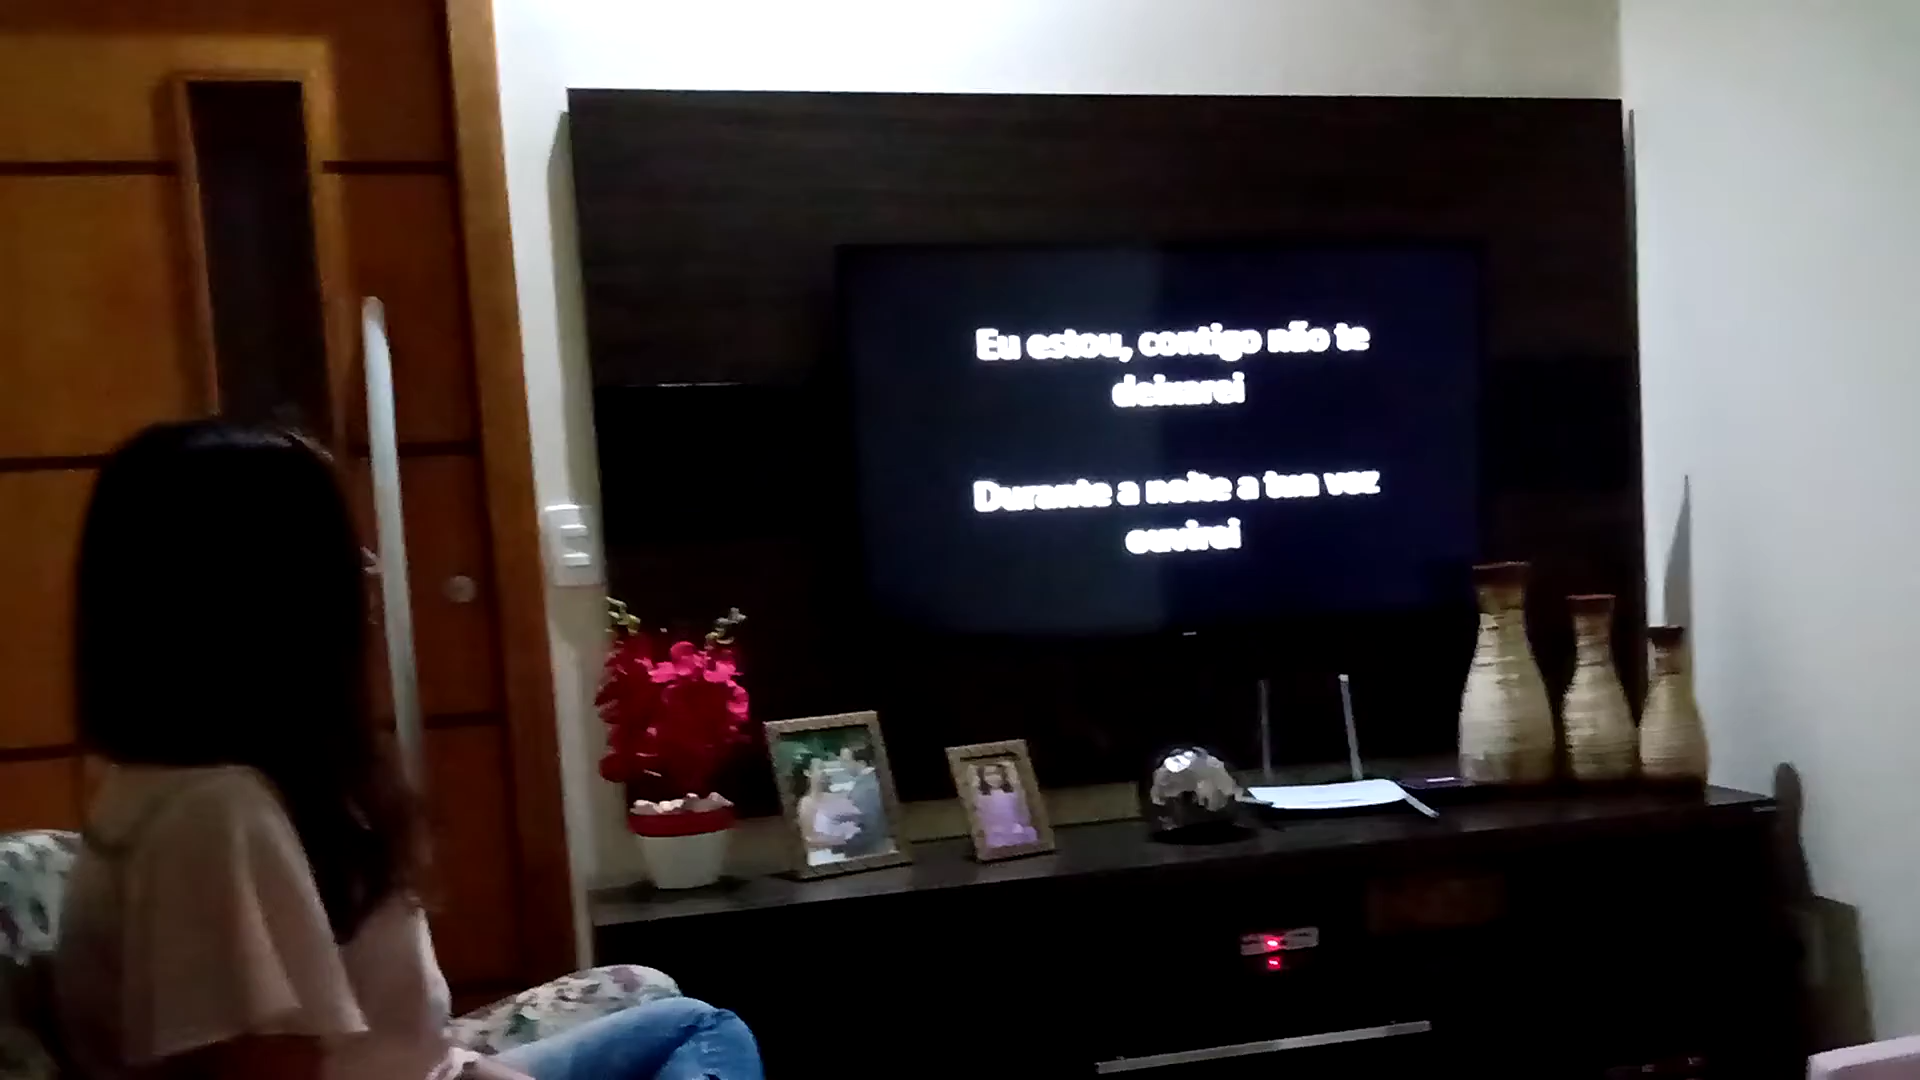 Eu estou, contigo não te
deixarei
Durante a noite a tua voz
ouvirei